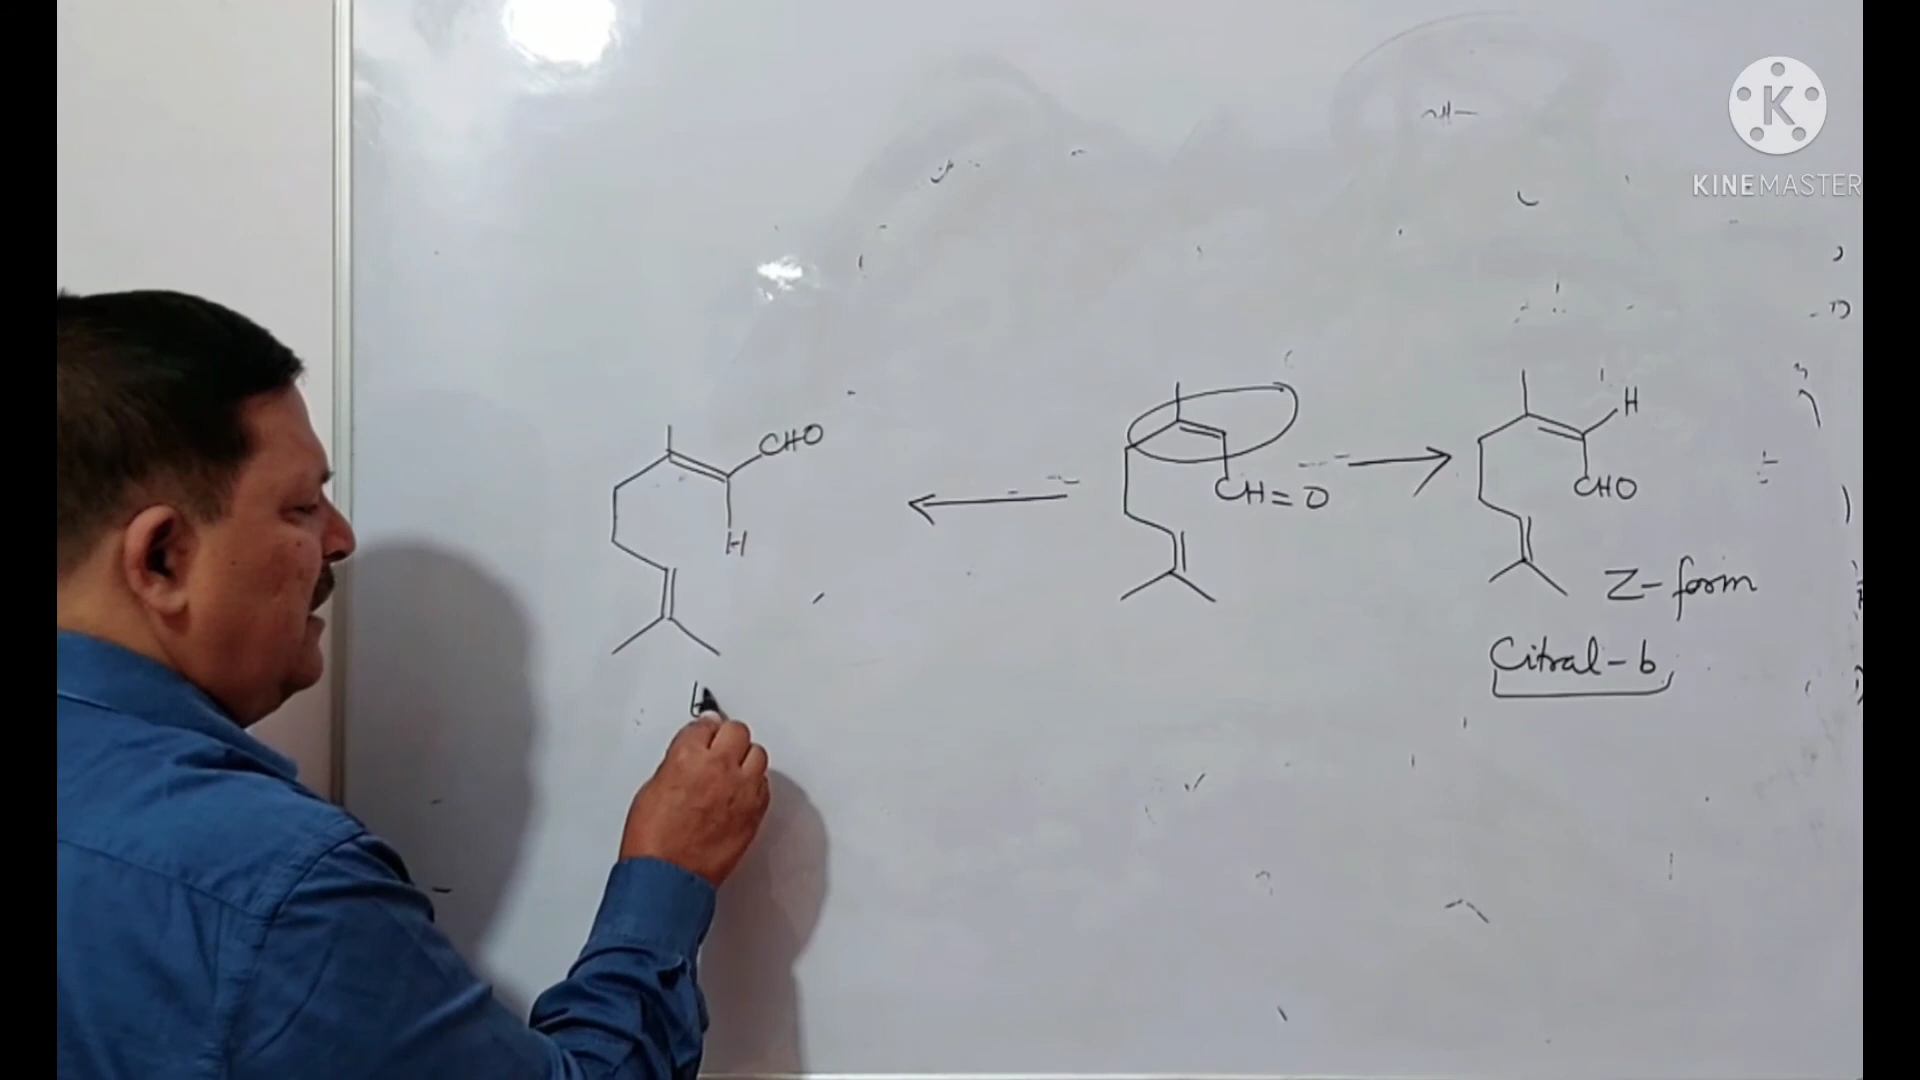 KINEMASTER
CHO
H
CH=O
H
CHO
Z-form
Citral-b